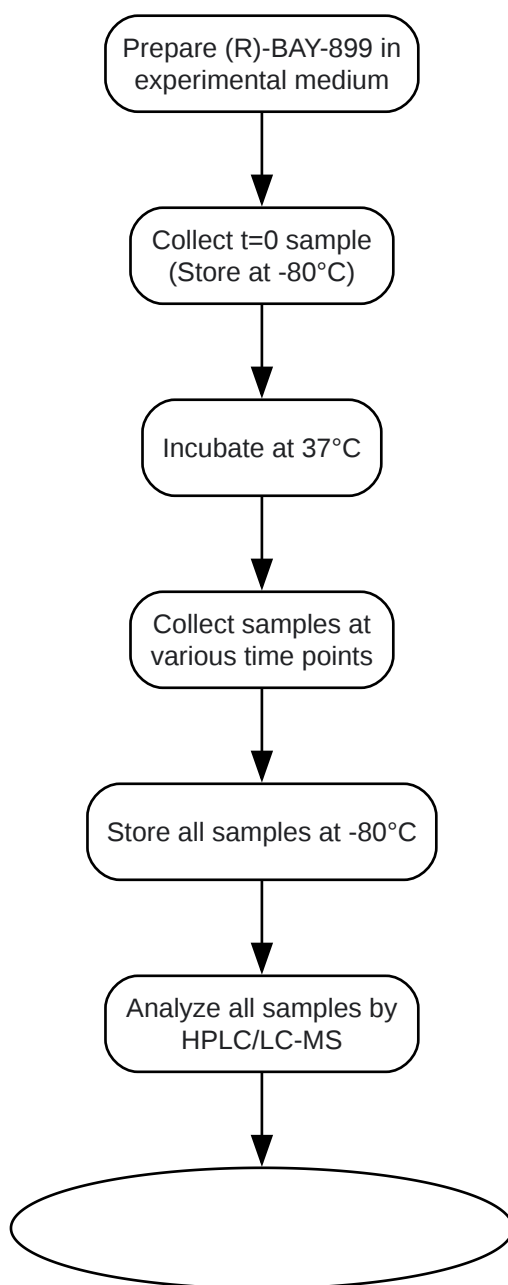 Prepare (R)-BAY-899 in
experimental medium
Collect t=0 sample
(Store at -80°C)
Incubate at 37°C
Collect samples at
various time points
Store all samples at -80°C
Analyze all samples by
HPLC/LC-MS